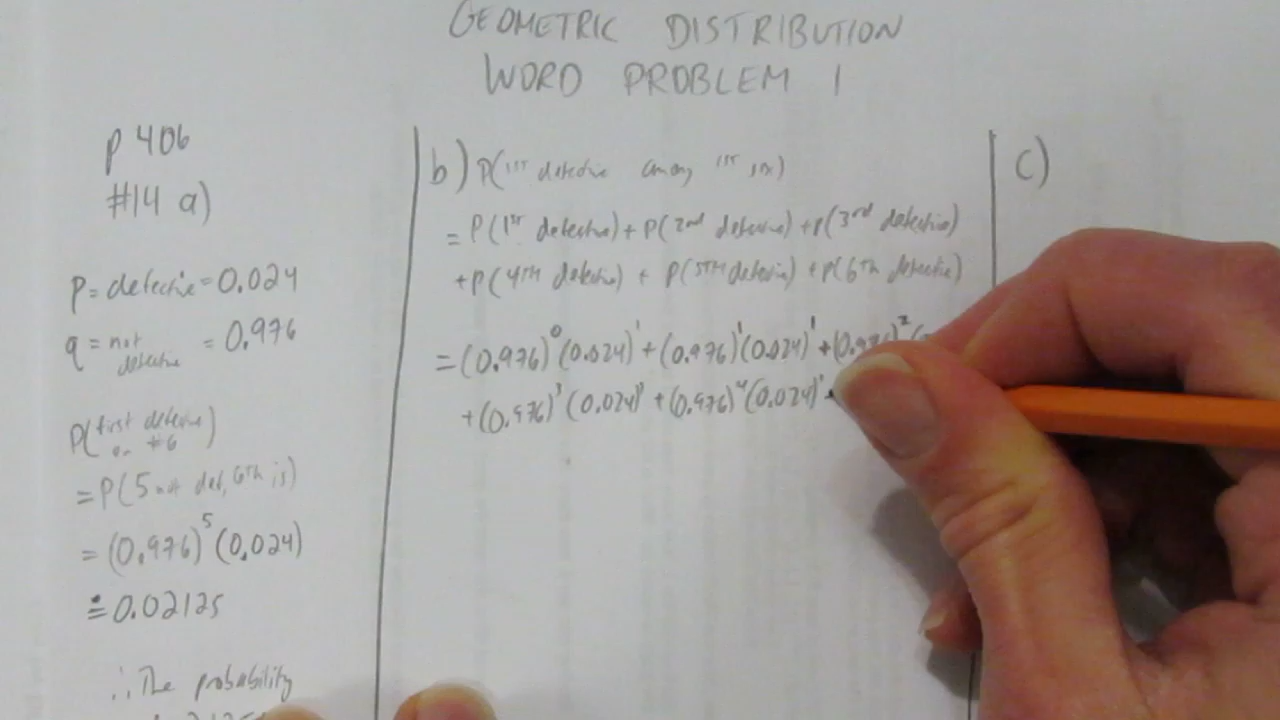 GEOMETRIC DISTRIBUTION
WORD PROBLEM 1
p 406
#14 a)
p = defective = 0.024
q = not defective = 0.976
P(first defective on #6)
= P(5 not def, 6TH is)
= (0.976)^5 (0.024)
≐ 0.02125
∴ The probability
b) P(1ST defective among 1ST six)
= P(1ST defective) + P(2nd defective) + P(3rd defective)
+ P(4TH defective) + P(5TH defective) + P(6TH defective)
= (0.976)^0 (0.024)^1 + (0.976)^1 (0.024)^1 + (0.976)^2 (
+ (0.976)^3 (0.024)^1 + (0.976)^4 (0.024)^1
c)